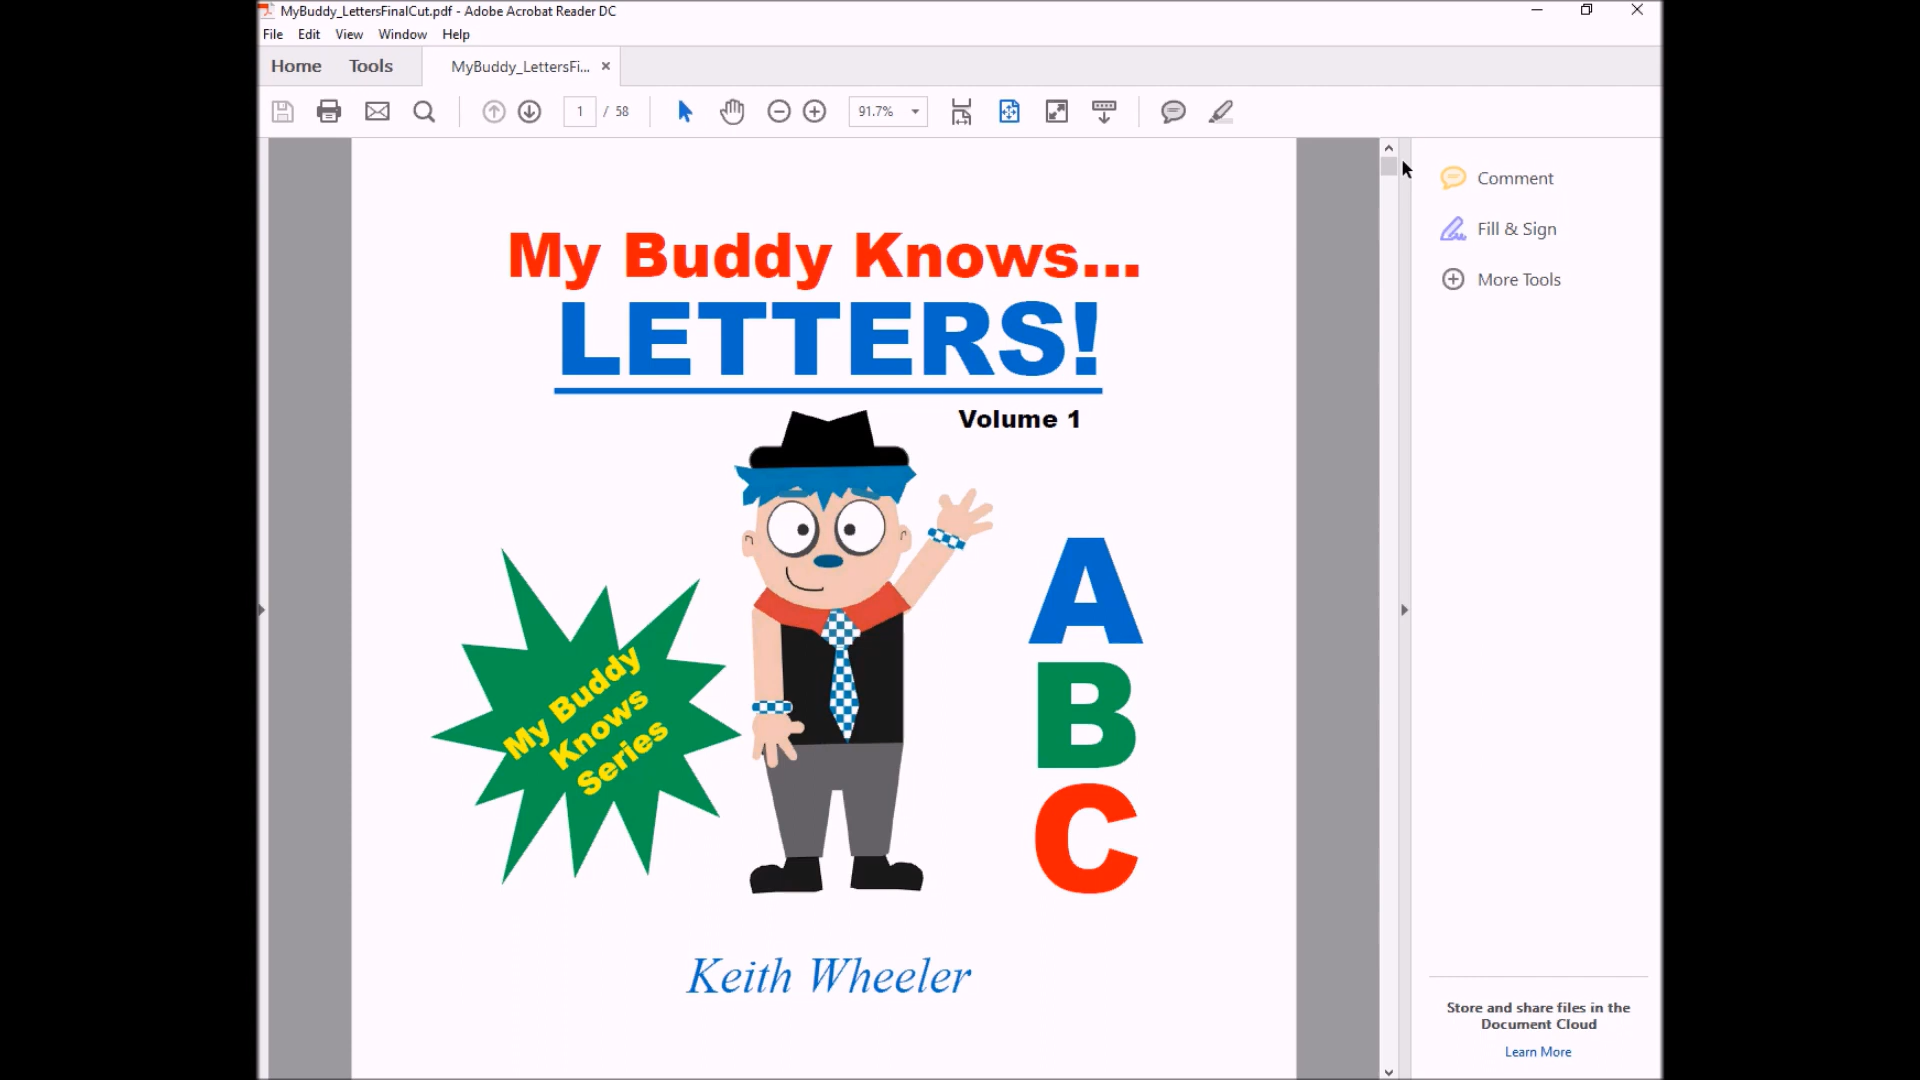 MyBuddy_LettersFinalCut.pdf - Adobe Acrobat Reader DC
File Edit View Window Help
Home Tools MyBuddy_LettersFi... ×
1 / 58 91.7%
My Buddy Knows...
LETTERS!
Volume 1
My Buddy
Knows
Series
A
B
C
Keith Wheeler
Comment
Fill & Sign
More Tools
Store and share files in the
Document Cloud
Learn More